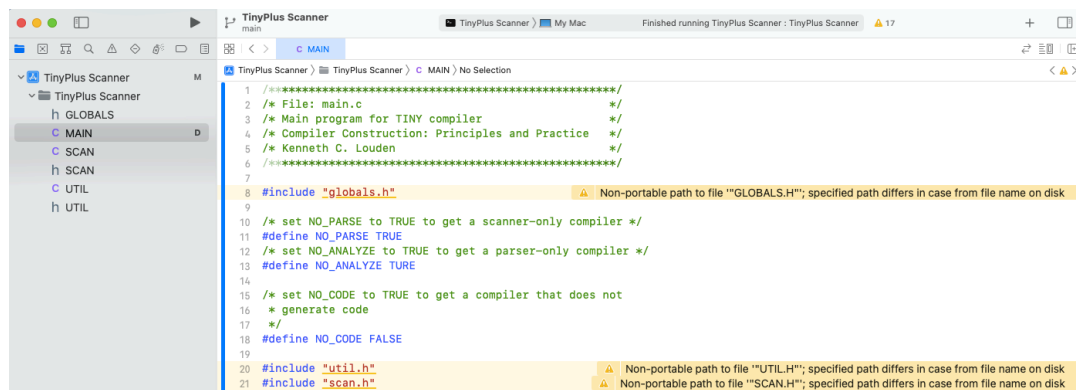 TinyPlus Scanner
main
TinyPlus Scanner 〉 My Mac
Finished running TinyPlus Scanner : TinyPlus Scanner
17
C MAIN
TinyPlus Scanner M
TinyPlus Scanner
h GLOBALS
C MAIN D
C SCAN
h SCAN
C UTIL
h UTIL
TinyPlus Scanner 〉 TinyPlus Scanner 〉 C MAIN 〉 No Selection
1 /****************************************************/
2 /* File: main.c */
3 /* Main program for TINY compiler */
4 /* Compiler Construction: Principles and Practice */
5 /* Kenneth C. Louden */
6 /****************************************************/
7
8 #include "globals.h" Non-portable path to file '"GLOBALS.H"'; specified path differs in case from file name on disk
9
10 /* set NO_PARSE to TRUE to get a scanner-only compiler */
11 #define NO_PARSE TRUE
12 /* set NO_ANALYZE to TRUE to get a parser-only compiler */
13 #define NO_ANALYZE TURE
14
15 /* set NO_CODE to TRUE to get a compiler that does not
16 * generate code
17 */
18 #define NO_CODE FALSE
19
20 #include "util.h" Non-portable path to file '"UTIL.H"'; specified path differs in case from file name on disk
21 #include "scan.h" Non-portable path to file '"SCAN.H"'; specified path differs in case from file name on disk